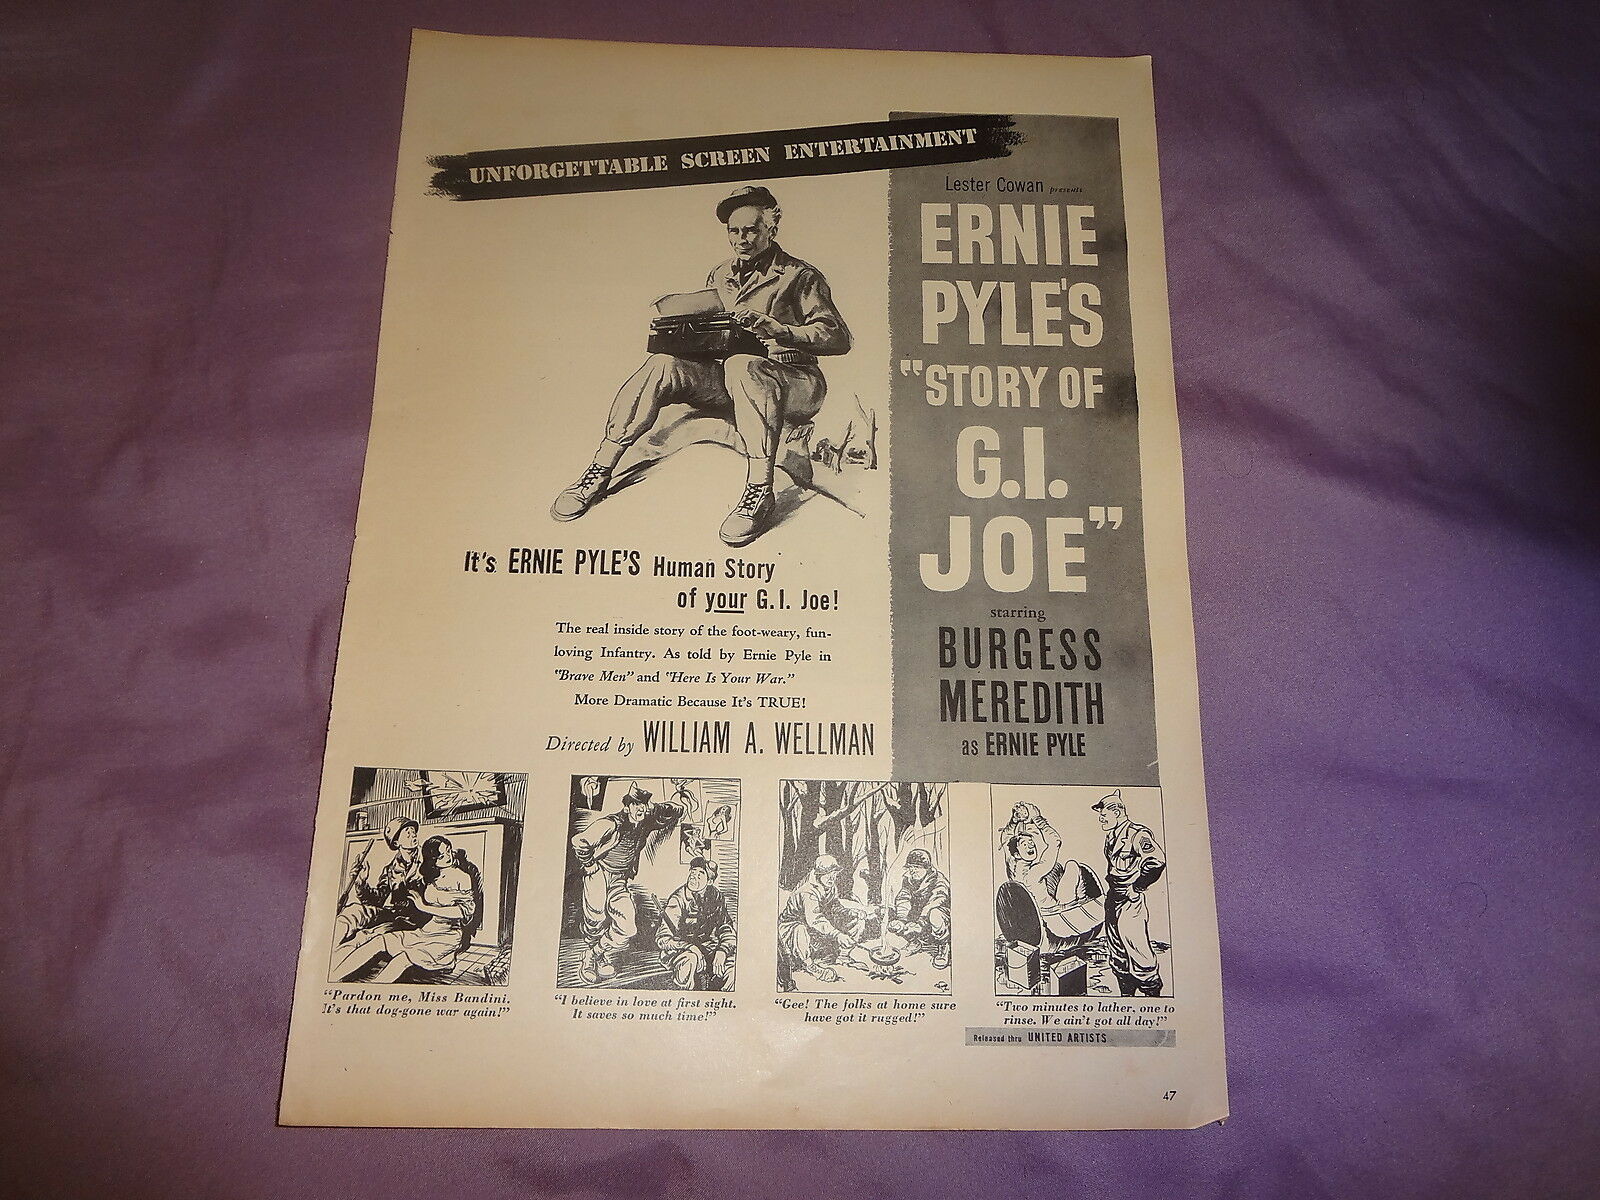 UNFORGETTABLE SCREEN ENTERTAINMENT
Lester Cowan presents
ERNIE
PYLE'S
"STORY OF
G.I.
JOE"
starring
BURGESS
MEREDITH
as ERNIE PYLE
It's ERNIE PYLE'S Human Story
of your G.I. Joe!
The real inside story of the foot-weary, fun-
loving Infantry. As told by Ernie Pyle in
"Brave Men" and "Here Is Your War."
More Dramatic Because It's TRUE!
Directed by WILLIAM A. WELLMAN
"Pardon me, Miss Bandini.
It's that dog-gone war again!"
"I believe in love at first sight.
It saves so much time!"
"Gee! The folks at home sure
have got it rugged!"
"Two minutes to lather, one to
rinse. We ain't got all day!"
Released thru UNITED ARTISTS
47